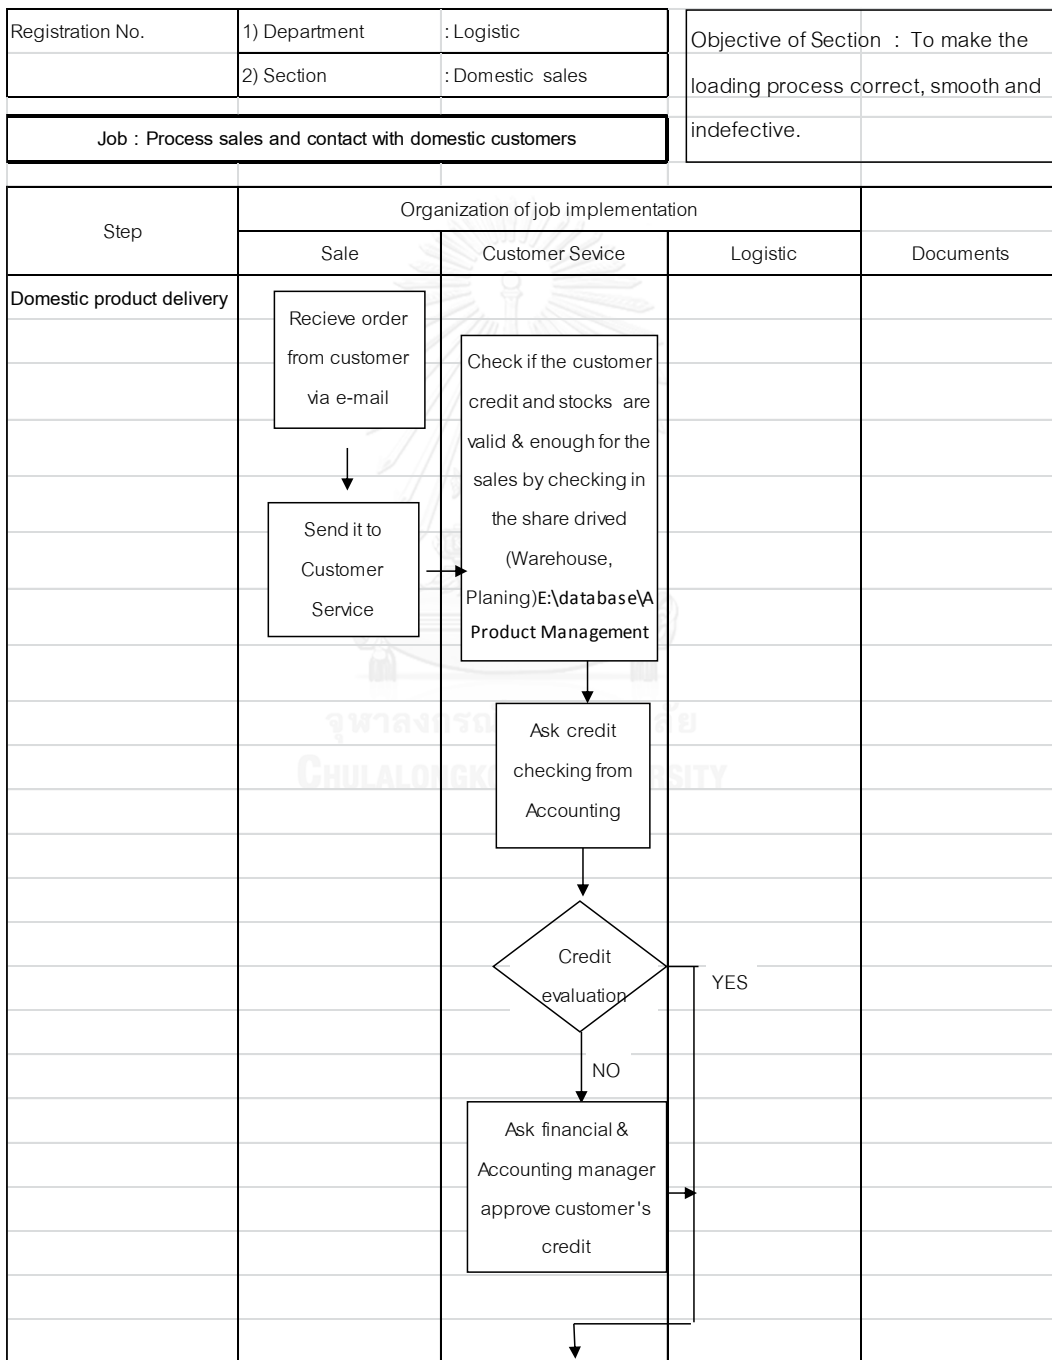 Registration No.
1) Department : Logistic
2) Section : Domestic sales
Objective of Section : To make the
loading process correct, smooth and
indefective.
Job : Process sales and contact with domestic customers
Step
Organization of job implementation
Sale
Customer Sevice
Logistic
Documents
Domestic product delivery
Recieve order
from customer
via e-mail
Send it to
Customer
Service
Check if the customer
credit and stocks are
valid & enough for the
sales by checking in
the share drived
(Warehouse,
Planing)E:\database\A
Product Management
Ask credit
checking from
Accounting
Credit
evaluation
YES
NO
Ask financial &
Accounting manager
approve customer's
credit